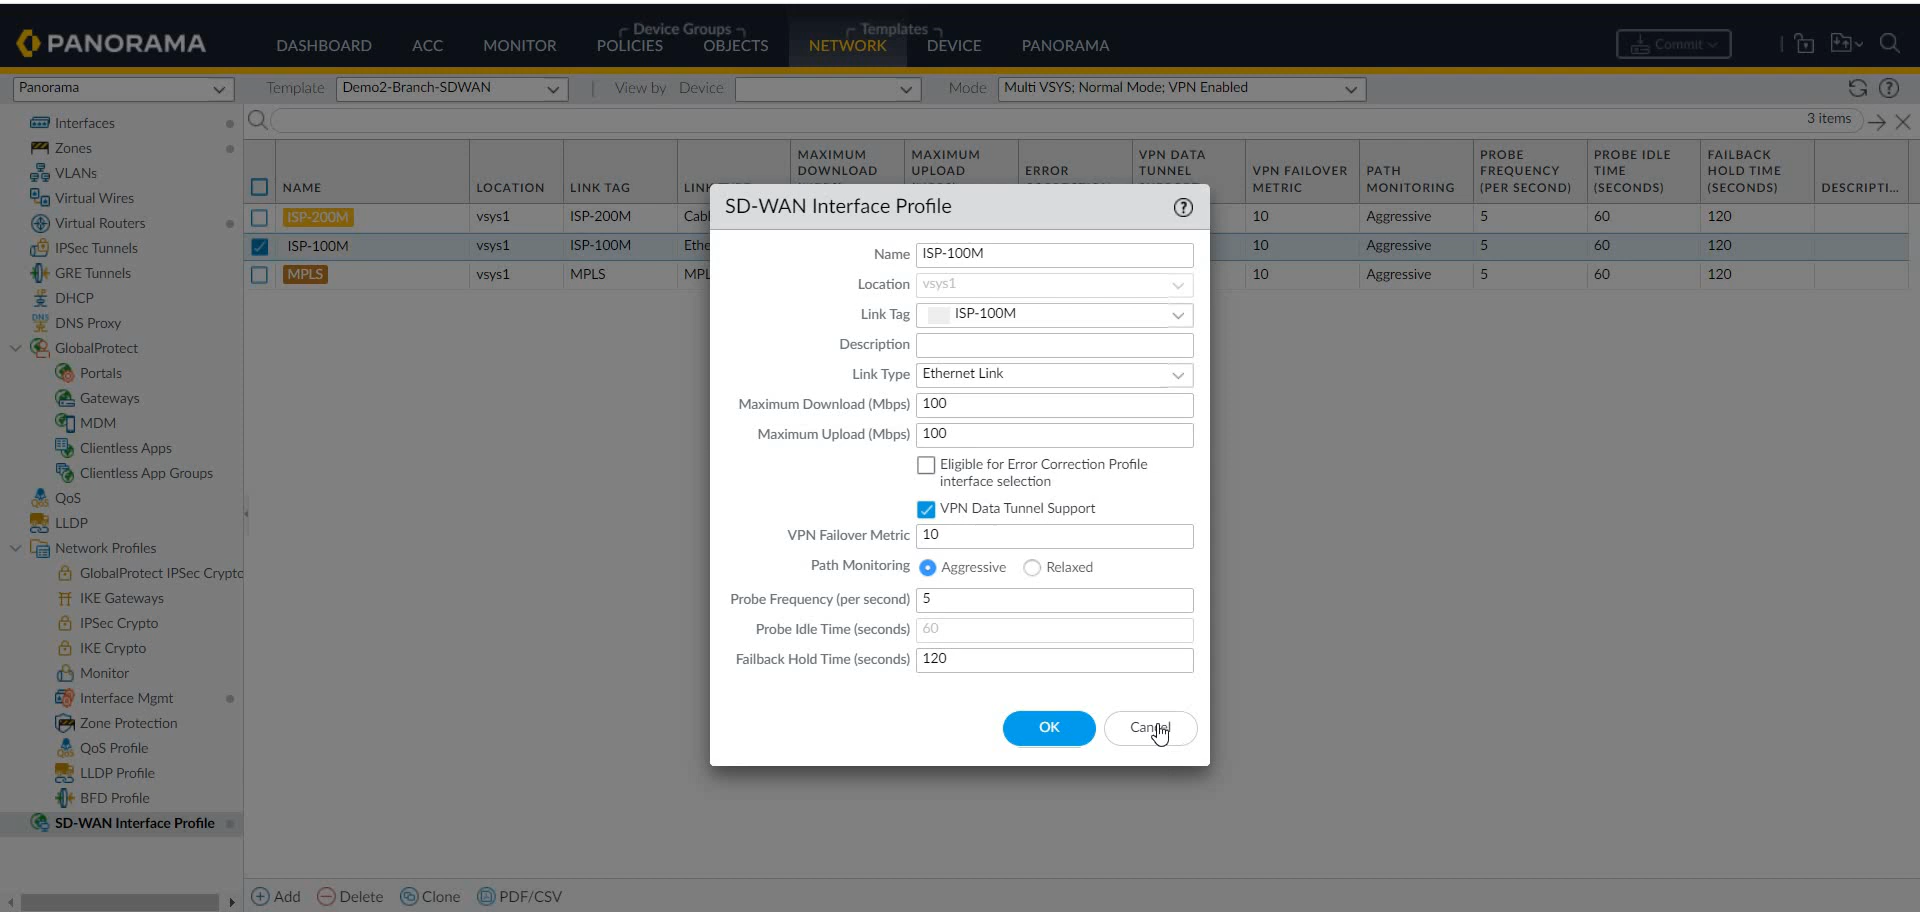 PANORAMA
DASHBOARD ACC MONITOR
Device Groups
POLICIES OBJECTS
Templates
NETWORK DEVICE
PANORAMA
Commit
Panorama
Template Demo2-Branch-SDWAN | View by Device Mode Multi VSYS; Normal Mode; VPN Enabled
Interfaces
Zones
VLANs
Virtual Wires
Virtual Routers
IPSec Tunnels
GRE Tunnels
DHCP
DNS Proxy
GlobalProtect
Portals
Gateways
MDM
Clientless Apps
Clientless App Groups
QoS
LLDP
Network Profiles
GlobalProtect IPSec Crypto
IKE Gateways
IPSec Crypto
IKE Crypto
Monitor
Interface Mgmt
Zone Protection
QoS Profile
LLDP Profile
BFD Profile
SD-WAN Interface Profile
3 items
NAME
LOCATION
LINK TAG
MAXIMUM
DOWNLOAD
MAXIMUM
UPLOAD
ERROR
VPN DATA
TUNNEL
VPN FAILOVER
METRIC
PATH
MONITORING
PROBE
FREQUENCY
(PER SECOND)
PROBE IDLE
TIME
(SECONDS)
FAILBACK
HOLD TIME
(SECONDS)
DESCRIPTI...
ISP-200M vsys1 ISP-200M Cabl 10 Aggressive 5 60 120
ISP-100M vsys1 ISP-100M Ethe 10 Aggressive 5 60 120
MPLS vsys1 MPLS MPL 10 Aggressive 5 60 120
SD-WAN Interface Profile
Name ISP-100M
Location vsys1
Link Tag ISP-100M
Description
Link Type Ethernet Link
Maximum Download (Mbps) 100
Maximum Upload (Mbps) 100
Eligible for Error Correction Profile
interface selection
VPN Data Tunnel Support
VPN Failover Metric 10
Path Monitoring Aggressive Relaxed
Probe Frequency (per second) 5
Probe Idle Time (seconds) 60
Failback Hold Time (seconds) 120
OK Cancel
Add Delete Clone PDF/CSV